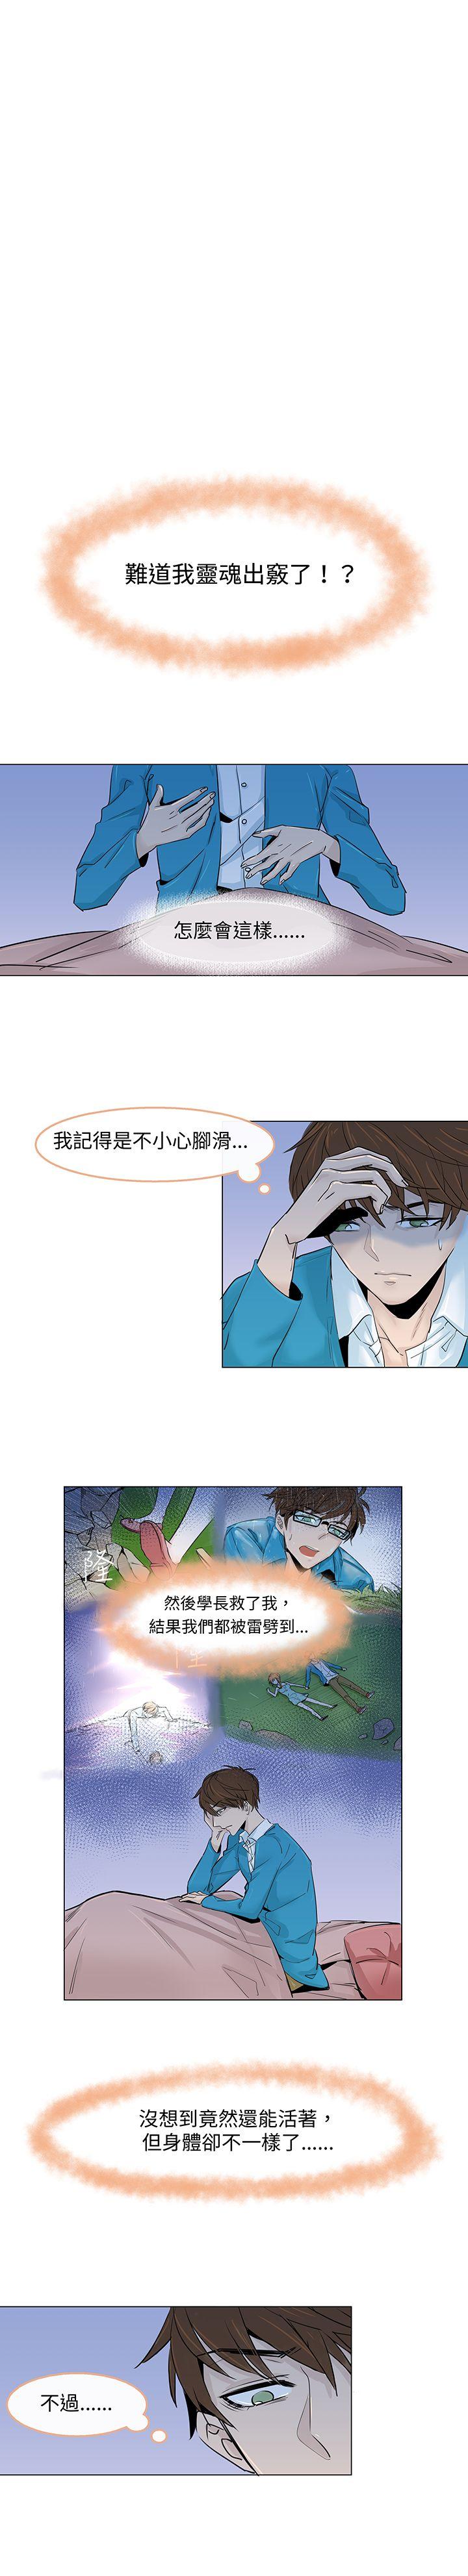 難道我靈魂出竅了！？
怎麼會這樣......
我記得是不小心腳滑...
隆
然後學長救了我，
結果我們都被雷劈到...
隆
沒想到竟然還能活著，
但身體卻不一樣了......
不過......